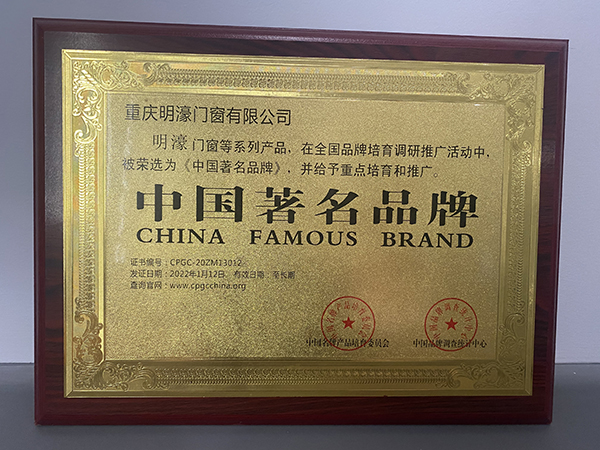 重庆明濠门窗有限公司
明濠门窗等系列产品，在全国品牌培育调研推广活动中，
被荣选为《中国著名品牌》，并给予重点培育和推广。
中国著名品牌
CHINA FAMOUS BRAND
证书编号：CPGC-20ZM13012
发证日期：2022年1月12日，有效日期：至长期
查询官网：www.cpgcchina.org
中国名牌产品培育委员会
中国品牌调查统计中心